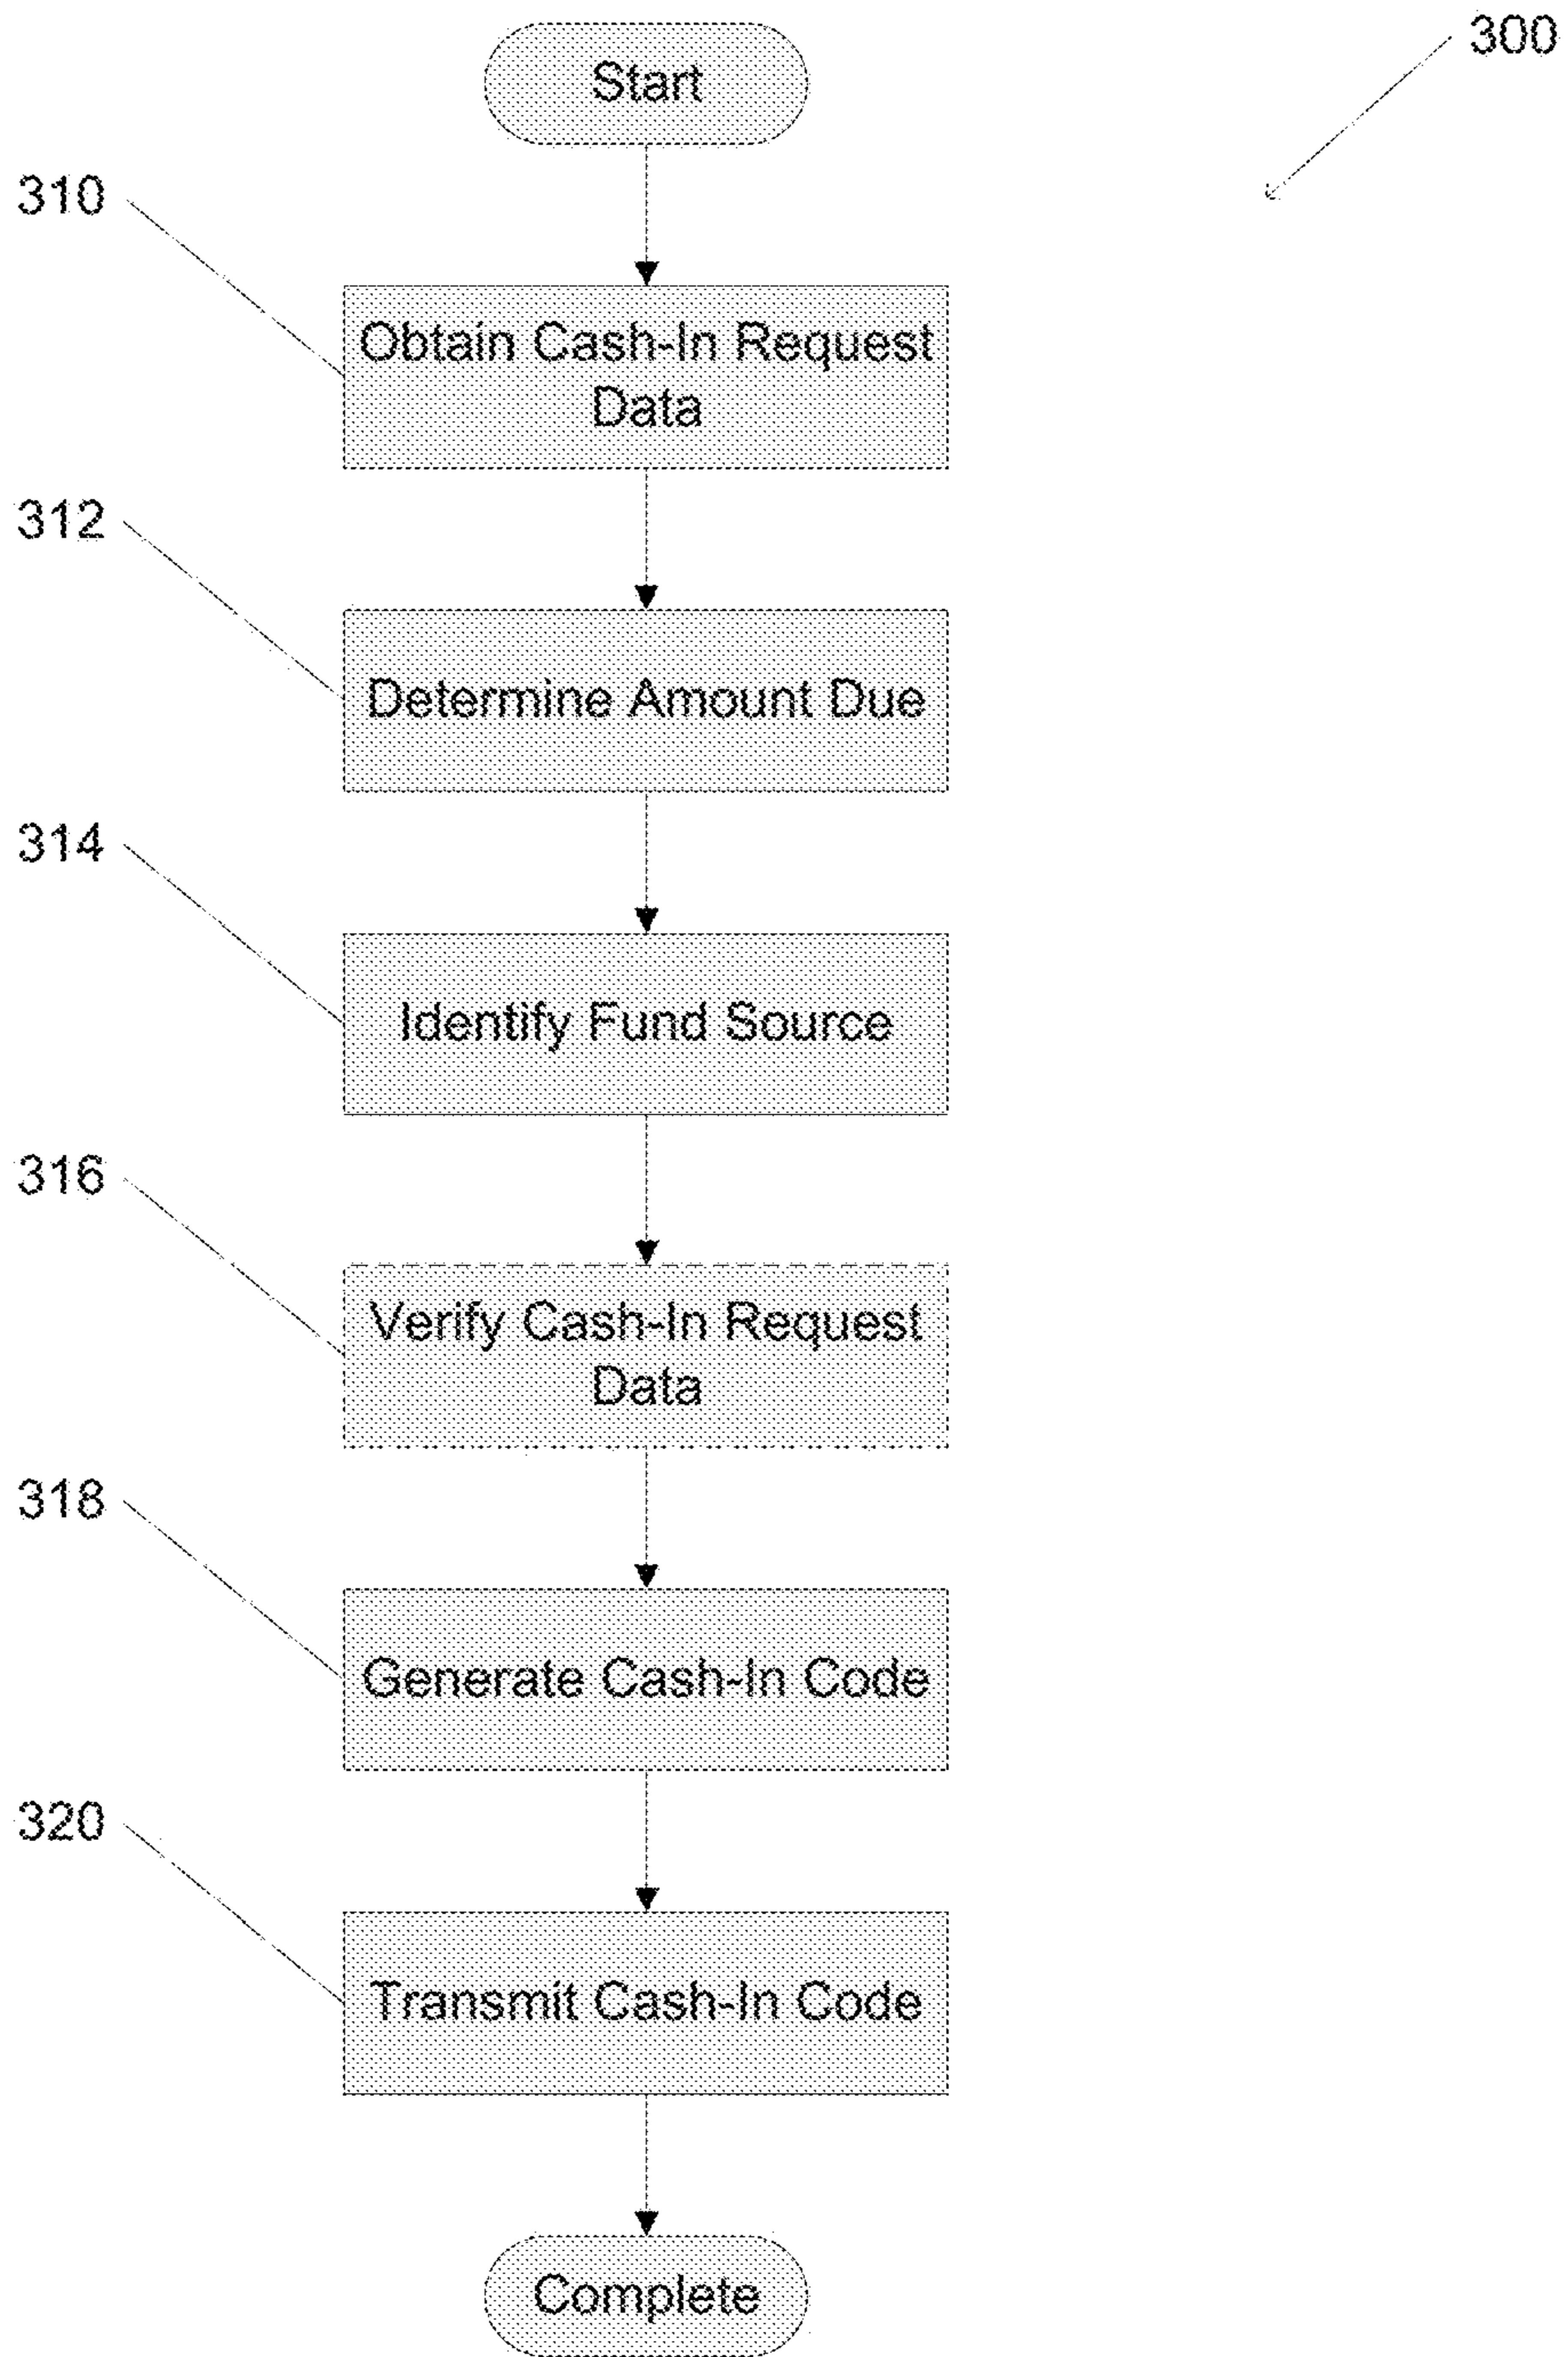 300
Start
310
Obtain Cash-In Request
Data
312
Determine Amount Due
314
Identify Fund Source
316
Verify Cash-In Request
Data
318
Generate Cash-In Code
320
Transmit Cash-In Code
Complete